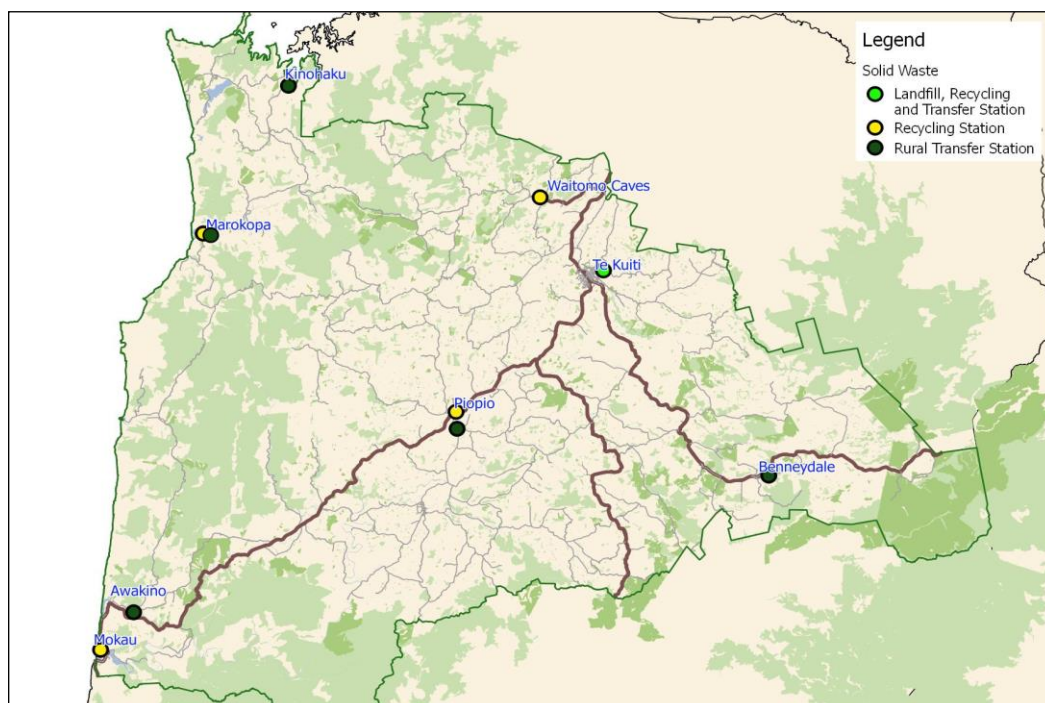 Legend
Solid Waste
Landfill, Recycling
and Transfer Station
Recycling Station
Rural Transfer Station
Kinohaku
Waitomo Caves
Marokopa
Te Kuiti
Piopio
Benneydale
Awakino
Mokau